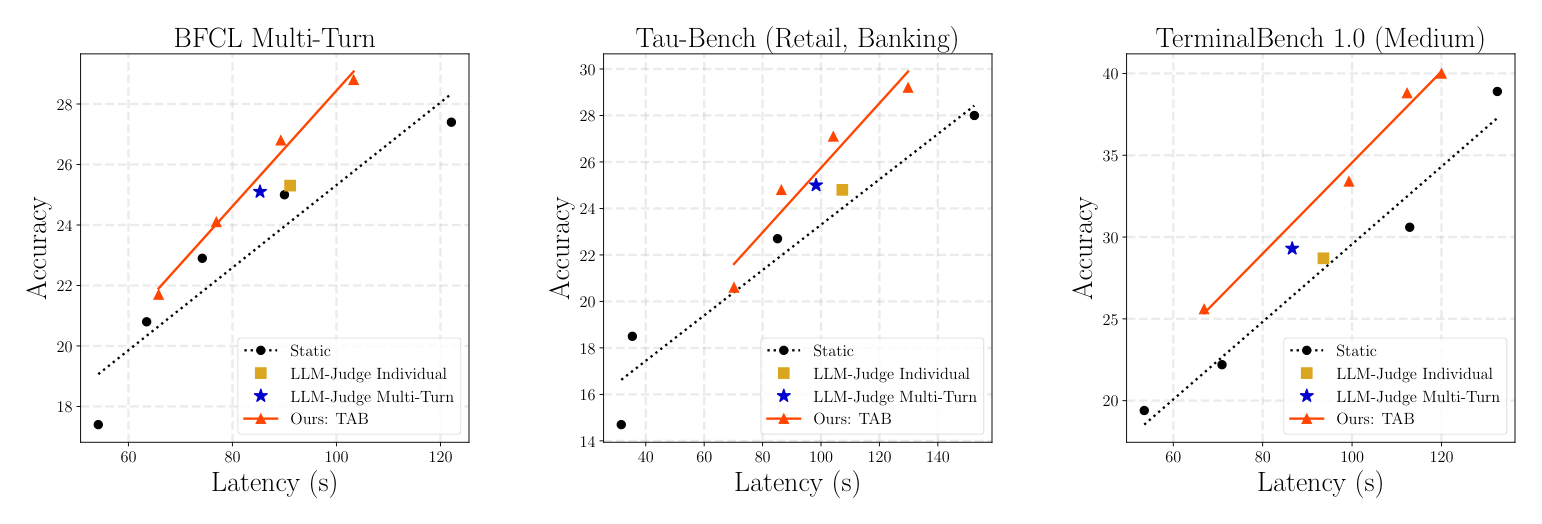 BFCL Multi-Turn
Accuracy
28
26
24
22
20
18
60 80 100 120
Latency (s)
Static
LLM-Judge Individual
LLM-Judge Multi-Turn
Ours: TAB
Tau-Bench (Retail, Banking)
Accuracy
30
28
26
24
22
20
18
16
14
40 60 80 100 120 140
Latency (s)
Static
LLM-Judge Individual
LLM-Judge Multi-Turn
Ours: TAB
TerminalBench 1.0 (Medium)
Accuracy
40
35
30
25
20
60 80 100 120
Latency (s)
Static
LLM-Judge Individual
LLM-Judge Multi-Turn
Ours: TAB